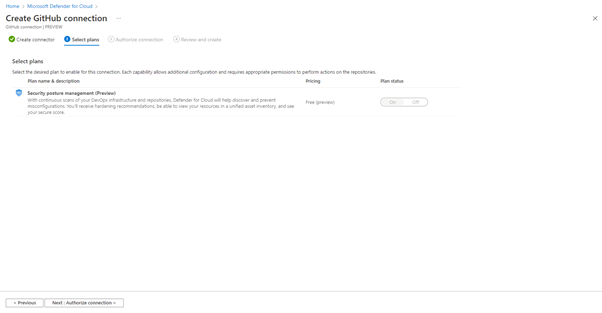 Home > Microsoft Defender for Cloud >
Create GitHub connection ...
GitHub connection | PREVIEW
Create connector 2 Select plans 3 Authorize connection 4 Review and create
Select plans
Select the desired plan to enable for this connection. Each capability allows additional configuration and requires appropriate permissions to perform actions on the repositories.
Plan name & description Pricing Plan status
Security posture management (Preview)
With continuous scans of your DevOps infrastructure and repositories, Defender for Cloud will help discover and prevent
misconfigurations. You'll receive hardening recommendations, be able to view your resources in a unified asset inventory, and see
your secure score.
Free (preview) On Off
< Previous Next : Authorize connection >